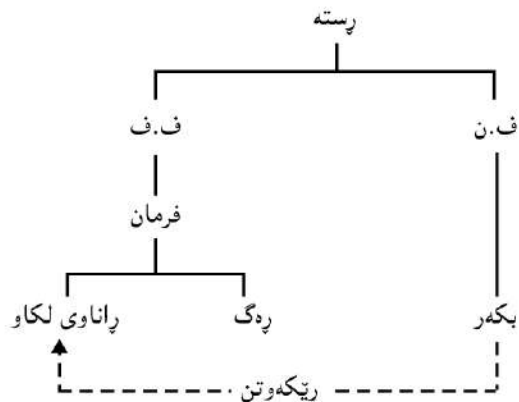 ڕستە
ف.ن
ف.ف
فرمان
بکەر
ڕەگ
ڕاناوی لکاو
ڕێکەوتن